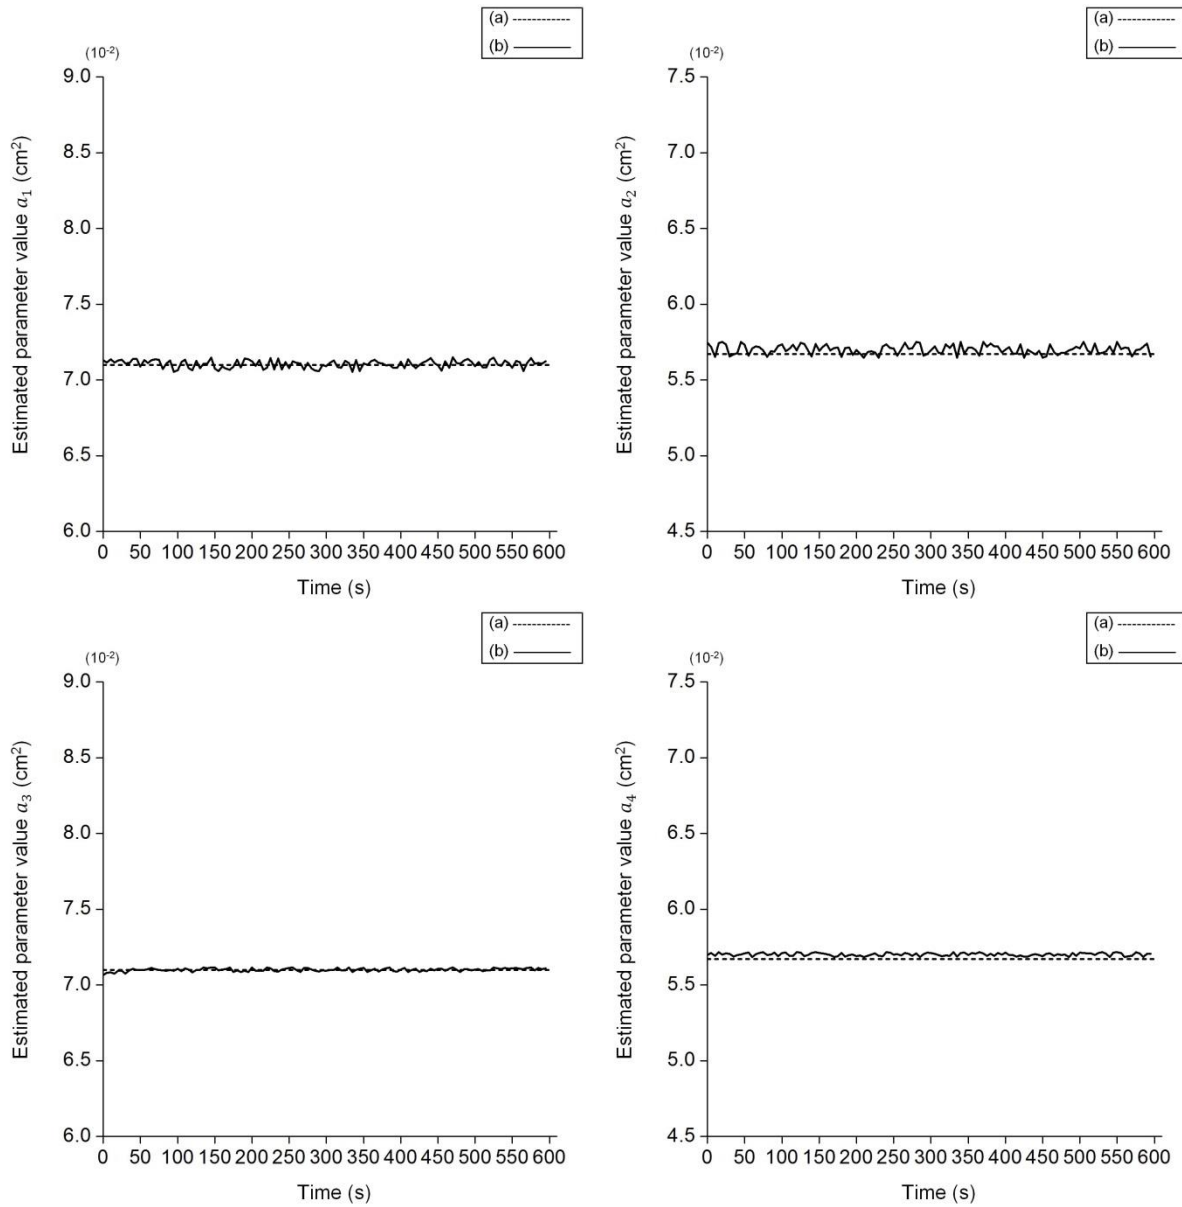 (a)
(b)
(10⁻²)
Estimated parameter value a₁ (cm²)
9.0
8.5
8.0
7.5
7.0
6.5
6.0
0 50 100 150 200 250 300 350 400 450 500 550 600
Time (s)
(a)
(b)
(10⁻²)
Estimated parameter value a₂ (cm²)
7.5
7.0
6.5
6.0
5.5
5.0
4.5
0 50 100 150 200 250 300 350 400 450 500 550 600
Time (s)
(a)
(b)
(10⁻²)
Estimated parameter value a₃ (cm²)
9.0
8.5
8.0
7.5
7.0
6.5
6.0
0 50 100 150 200 250 300 350 400 450 500 550 600
Time (s)
(a)
(b)
(10⁻²)
Estimated parameter value a₄ (cm²)
7.5
7.0
6.5
6.0
5.5
5.0
4.5
0 50 100 150 200 250 300 350 400 450 500 550 600
Time (s)